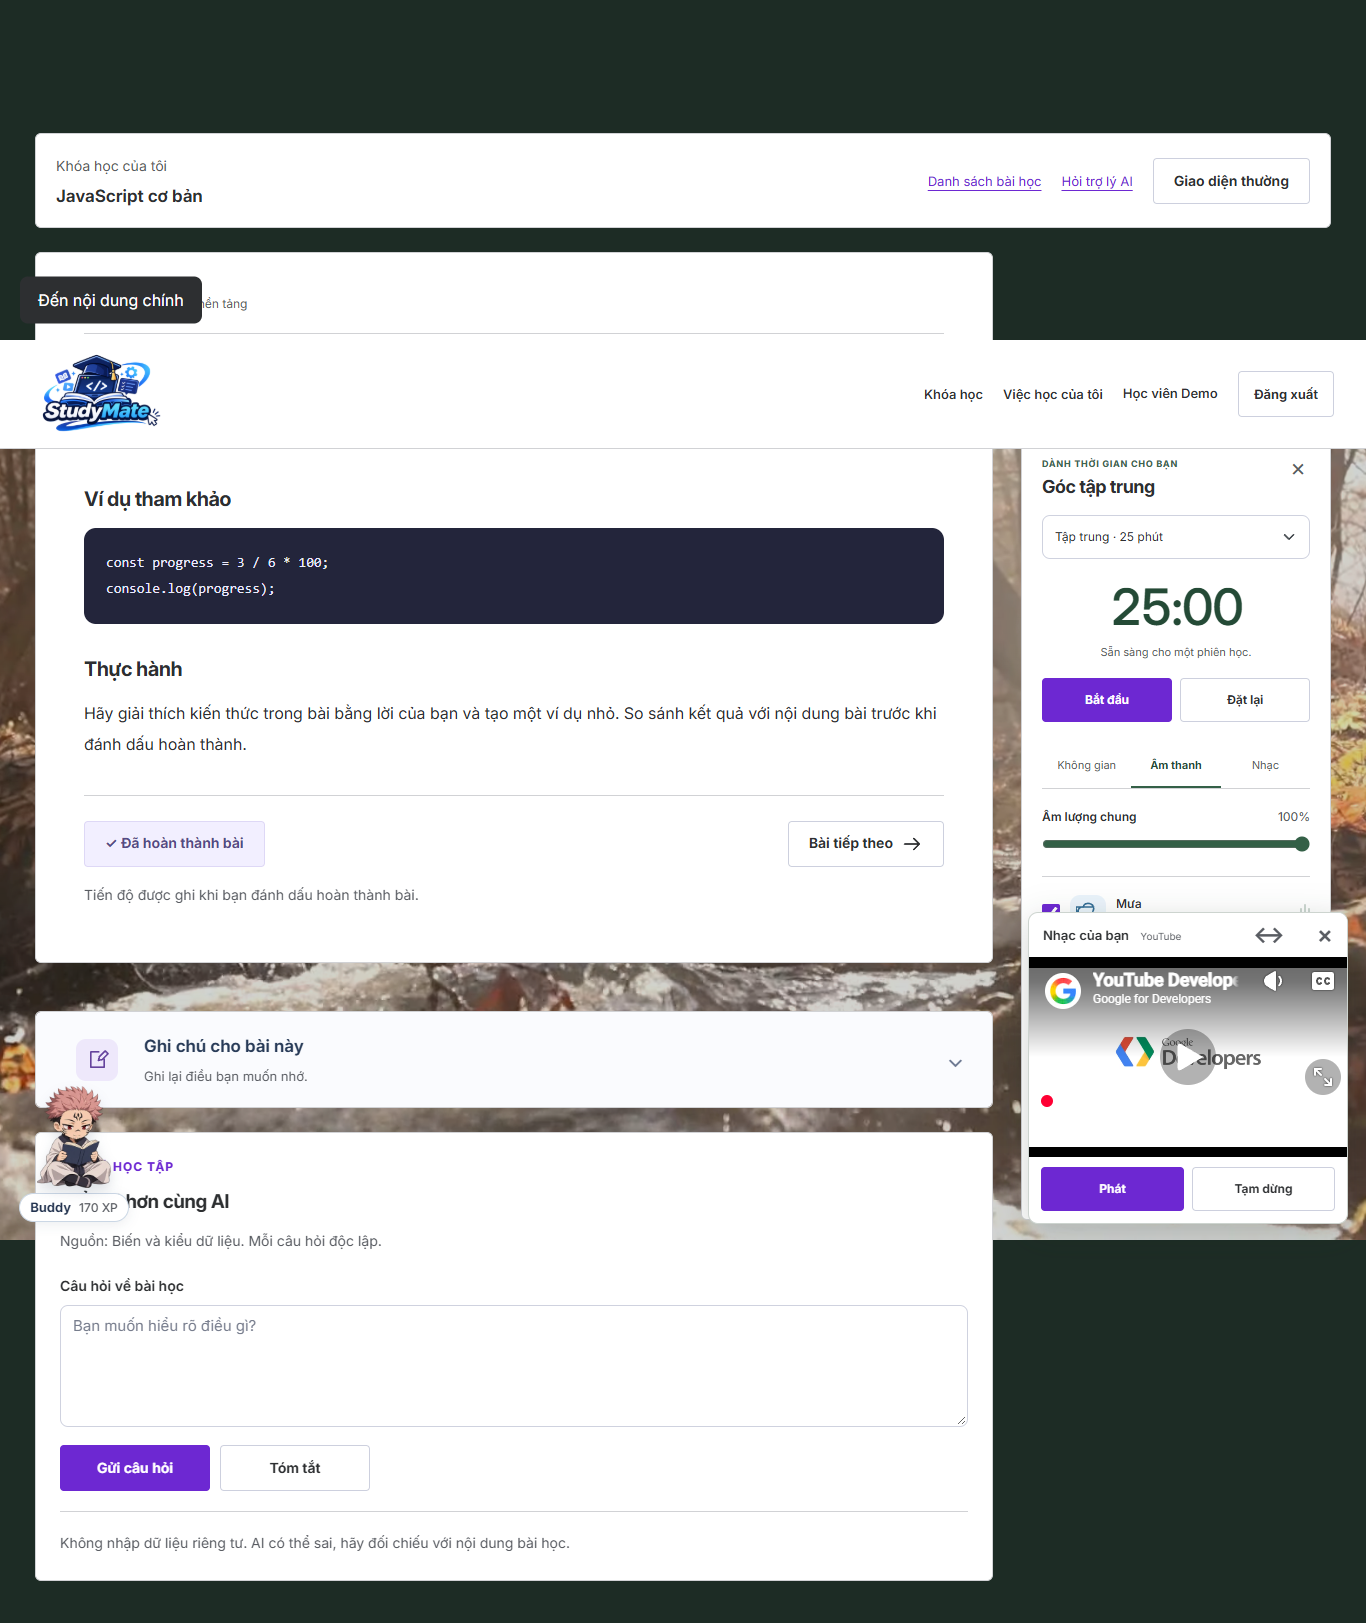 Khóa học của tôi
JavaScript cơ bản
Danh sách bài học
Hỏi trợ lý AI
Giao diện thường
Đến nội dung chính
nền tảng
StudyMate
Khóa học
Việc học của tôi
Học viên Demo
Đăng xuất
Ví dụ tham khảo
const progress = 3 / 6 * 100;
console.log(progress);
Thực hành
Hãy giải thích kiến thức trong bài bằng lời của bạn và tạo một ví dụ nhỏ. So sánh kết quả với nội dung bài trước khi
đánh dấu hoàn thành.
✓ Đã hoàn thành bài
Bài tiếp theo →
Tiến độ được ghi khi bạn đánh dấu hoàn thành bài.
DÀNH THỜI GIAN CHO BẠN
Góc tập trung
Tập trung · 25 phút
25:00
Sẵn sàng cho một phiên học.
Bắt đầu
Đặt lại
Không gian
Âm thanh
Nhạc
Âm lượng chung
100%
Mưa
Nhạc của bạn
YouTube
YouTube Develop
Google for Developers
CC
Google
Developers
Phát
Tạm dừng
Ghi chú cho bài này
Ghi lại điều bạn muốn nhớ.
HỌC TẬP
hơn cùng AI
Buddy 170 XP
Nguồn: Biến và kiểu dữ liệu. Mỗi câu hỏi độc lập.
Câu hỏi về bài học
Bạn muốn hiểu rõ điều gì?
Gửi câu hỏi
Tóm tắt
Không nhập dữ liệu riêng tư. AI có thể sai, hãy đối chiếu với nội dung bài học.